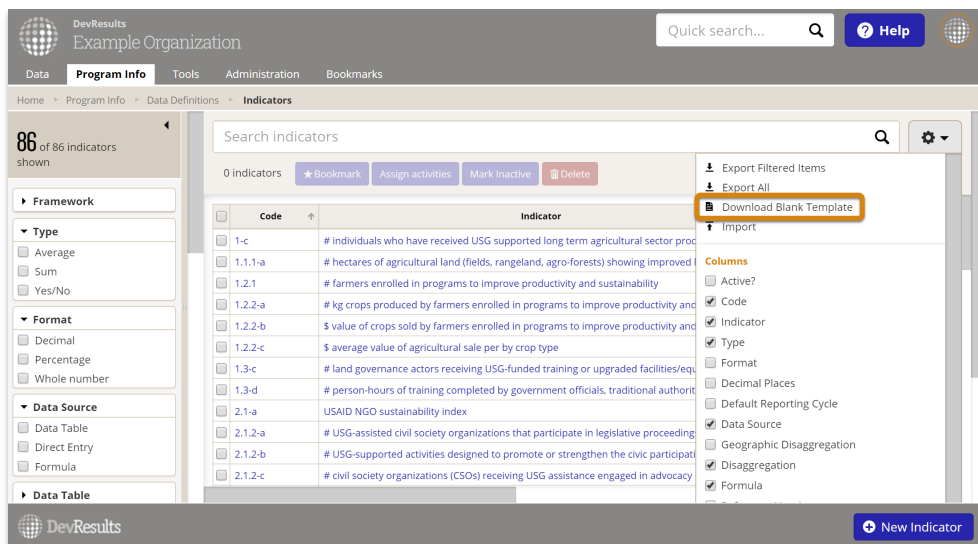 DevResults
Example Organization
Quick search...
Help
Data Program Info Tools Administration Bookmarks
Home Program Info Data Definitions Indicators
86 of 86 indicators
shown
Framework
Type
Average
Sum
Yes/No
Format
Decimal
Percentage
Whole number
Data Source
Data Table
Direct Entry
Formula
Data Table
Search indicators
0 indicators Bookmark Assign activities Mark Inactive Delete
Code Indicator
1-c # individuals who have received USG supported long term agricultural sector proc
1.1.1-a # hectares of agricultural land (fields, rangeland, agro-forests) showing improved
1.2.1 # farmers enrolled in programs to improve productivity and sustainability
1.2.2-a # kg crops produced by farmers enrolled in programs to improve productivity and
1.2.2-b $ value of crops sold by farmers enrolled in programs to improve productivity and
1.2.2-c $ average value of agricultural sale per by crop type
1.3-c # land governance actors receiving USG-funded training or upgraded facilities/equ
1.3-d # person-hours of training completed by government officials, traditional authorit
2.1-a USAID NGO sustainability index
2.1.2-a # USG-assisted civil society organizations that participate in legislative proceeding
2.1.2-b # USG-supported activities designed to promote or strengthen the civic participati
2.1.2-c # civil society organizations (CSOs) receiving USG assistance engaged in advocacy
Export Filtered Items
Export All
Download Blank Template
Import
Columns
Active?
Code
Indicator
Type
Format
Decimal Places
Default Reporting Cycle
Data Source
Geographic Disaggregation
Disaggregation
Formula
DevResults
New Indicator